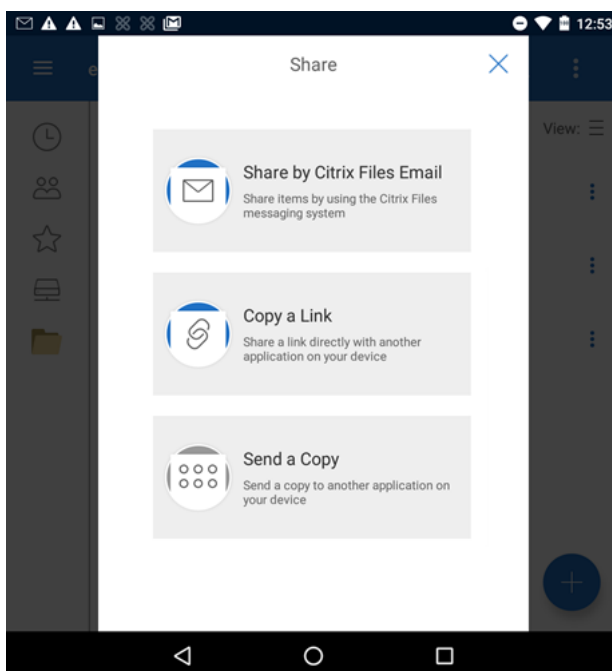 12:53
e
Share
View:
Share by Citrix Files Email
Share items by using the Citrix Files
messaging system
Copy a Link
Share a link directly with another
application on your device
Send a Copy
Send a copy to another application on
your device